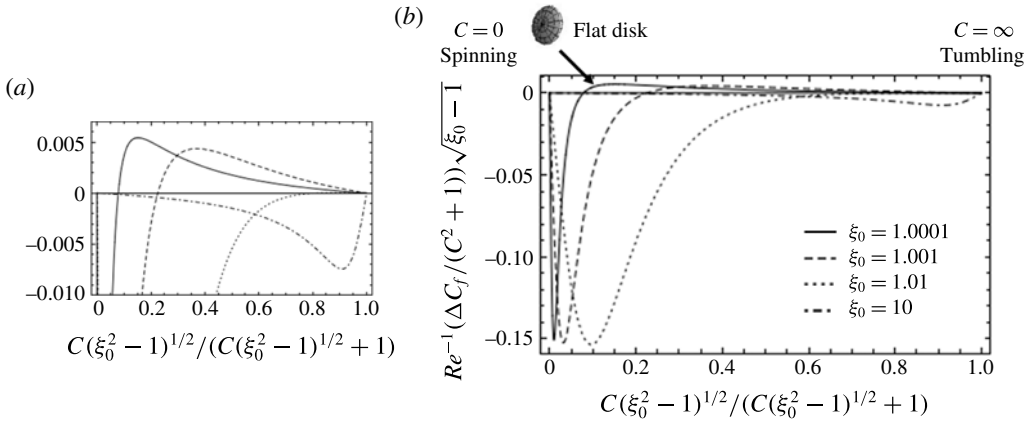 (a)
0.005
0
–0.005
–0.010
0
0.2
0.4
0.6
0.8
1.0
C(ξ₀² − 1)^{1/2}/(C(ξ₀² − 1)^{1/2} + 1)
(b)
C = 0
Spinning
Flat disk
C = ∞
Tumbling
Re⁻¹(ΔC_f/(C² + 1))√ξ₀ − 1
0
−0.05
−0.10
−0.15
ξ₀ = 1.0001
ξ₀ = 1.001
ξ₀ = 1.01
ξ₀ = 10
0
0.2
0.4
0.6
0.8
1.0
C(ξ₀² − 1)^{1/2}/(C(ξ₀² − 1)^{1/2} + 1)